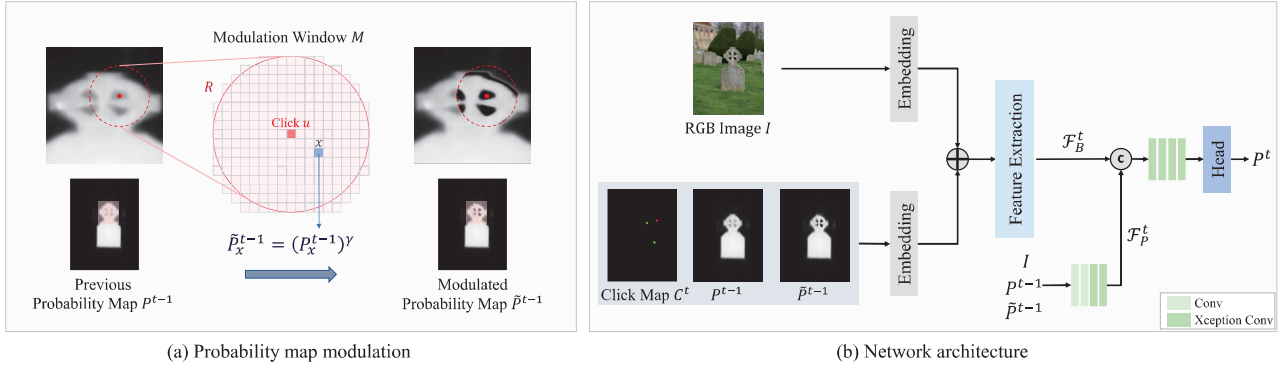 Modulation Window M
R
Click u
x
P̃ₓᵗ⁻¹ = (Pₓᵗ⁻¹)ᵞ
Previous
Probability Map Pᵗ⁻¹
Modulated
Probability Map P̃ᵗ⁻¹
(a) Probability map modulation
RGB Image I
Embedding
Click Map Cᵗ
Pᵗ⁻¹
P̃ᵗ⁻¹
Embedding
Feature Extraction
ℱ_Bᵗ
C
Head
Pᵗ
ℱ_Pᵗ
I
Pᵗ⁻¹
P̃ᵗ⁻¹
Conv
Xception Conv
(b) Network architecture